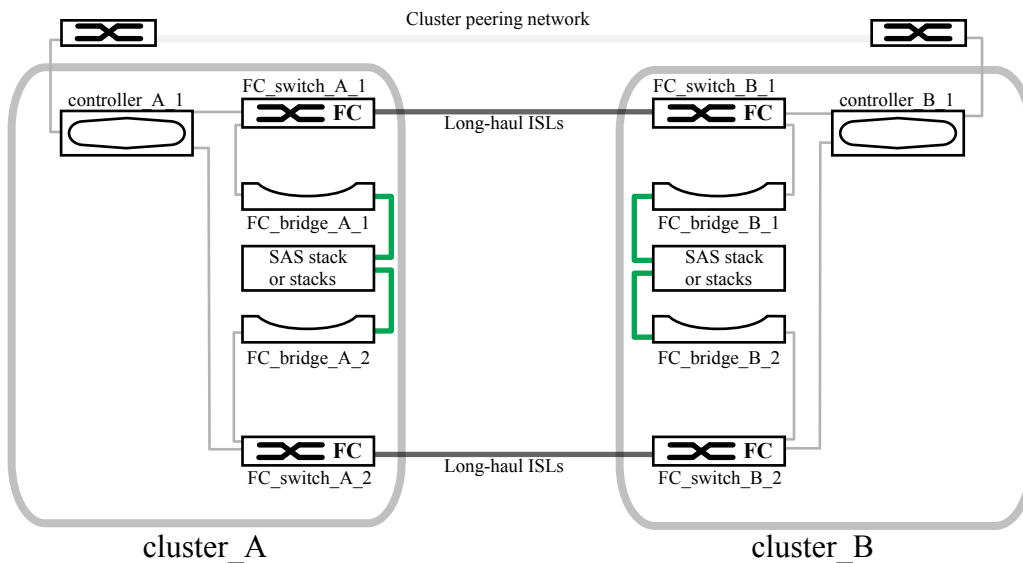 Cluster peering network
FC_switch_A_1
FC_switch_B_1
controller_A_1
controller_B_1
FC
FC
Long-haul ISLs
FC_bridge_A_1
FC_bridge_B_1
SAS stack
or stacks
SAS stack
or stacks
FC_bridge_A_2
FC_bridge_B_2
FC
FC
Long-haul ISLs
FC_switch_A_2
FC_switch_B_2
cluster_A
cluster_B